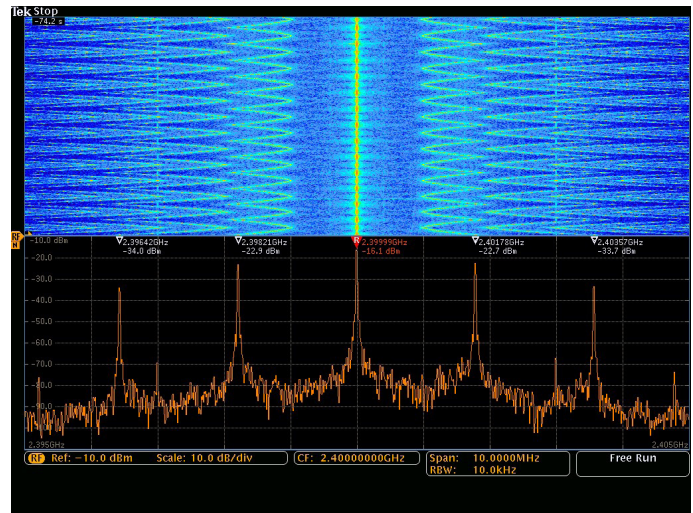 Tek Stop
-74.2 s
RF
-10.0 dBm
2.39642GHz 2.39821GHz R 2.39999GHz 2.40178GHz 2.40357GHz
-34.0 dBm -22.9 dBm -16.1 dBm -22.7 dBm -33.7 dBm
-20.0
-30.0
-40.0
-50.0
-60.0
-70.0
-80.0
2.395GHz 2.405GHz
RF Ref: -10.0 dBm Scale: 10.0 dB/div CF: 2.40000000GHz Span: 10.0000MHz Free Run
RBW: 10.0kHz